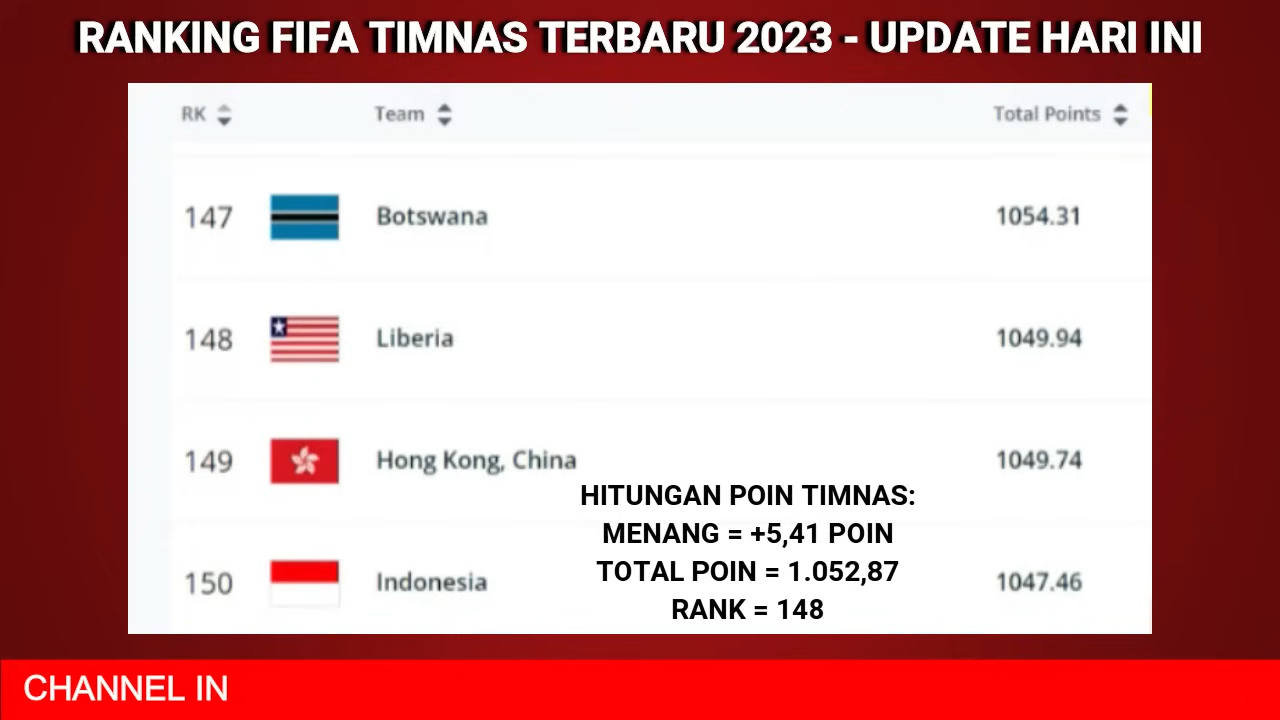 RANKING FIFA TIMNAS TERBARU 2023 - UPDATE HARI INI
RK Team Total Points
147 Botswana 1054.31
148 Liberia 1049.94
149 Hong Kong, China 1049.74
HITUNGAN POIN TIMNAS:
MENANG = +5,41 POIN
TOTAL POIN = 1.052,87
150 Indonesia 1047.46
RANK = 148
CHANNEL IN